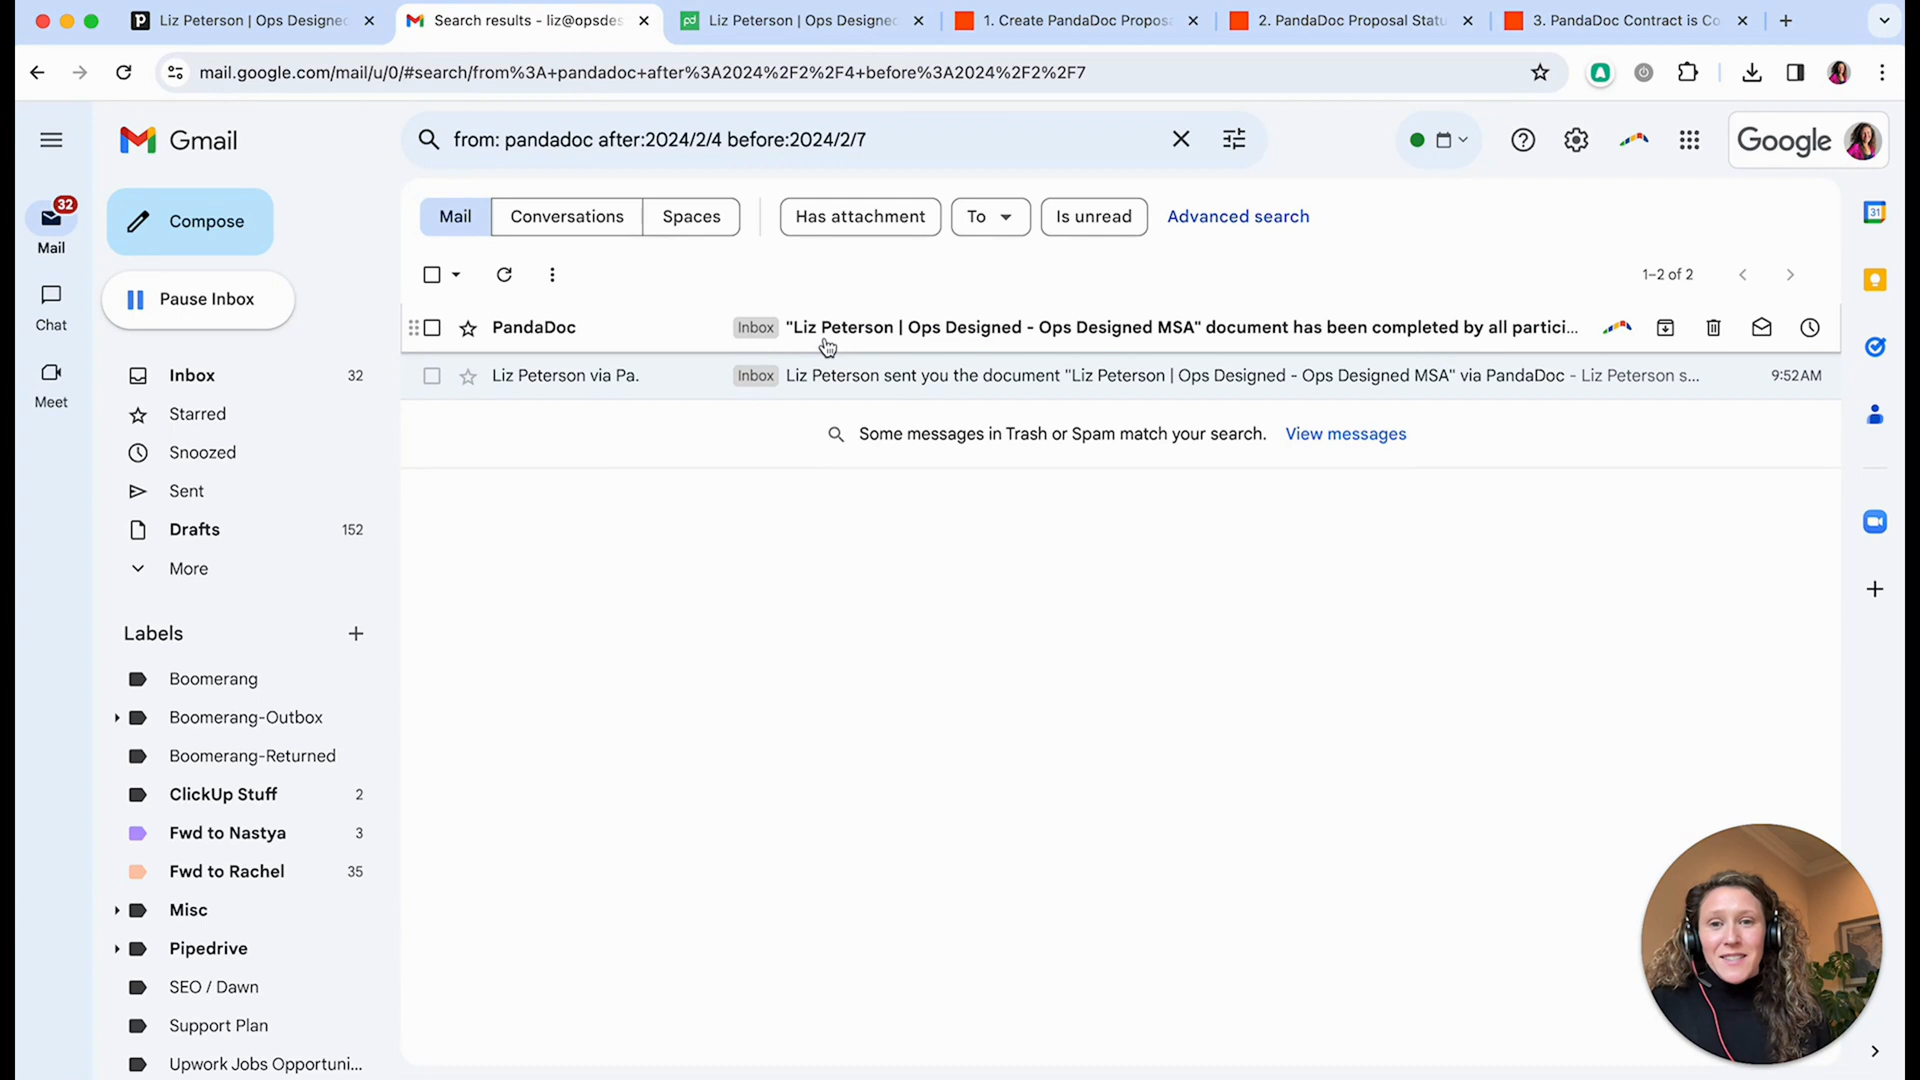 Liz Peterson | Ops Designed
Search results - liz@opsdes
Liz Peterson | Ops Designed
1. Create PandaDoc Propos
2. PandaDoc Proposal Statu
3. PandaDoc Contract is Co
mail.google.com/mail/u/0/#search/from%3A+pandadoc+after%3A2024%2F2%2F4+before%3A2024%2F2%2F7
Gmail
from: pandadoc after:2024/2/4 before:2024/2/7
Google
32
Mail
Chat
Meet
Compose
Pause Inbox
Inbox 32
Starred
Snoozed
Sent
Drafts 152
More
Labels
Boomerang
Boomerang-Outbox
Boomerang-Returned
ClickUp Stuff 2
Fwd to Nastya 3
Fwd to Rachel 35
Misc
Pipedrive
SEO / Dawn
Support Plan
Upwork Jobs Opportuni...
Mail Conversations Spaces Has attachment To Is unread Advanced search
1–2 of 2
PandaDoc Inbox "Liz Peterson | Ops Designed - Ops Designed MSA" document has been completed by all partici...
Liz Peterson via Pa. Inbox Liz Peterson sent you the document "Liz Peterson | Ops Designed - Ops Designed MSA" via PandaDoc - Liz Peterson s... 9:52 AM
Some messages in Trash or Spam match your search. View messages
31